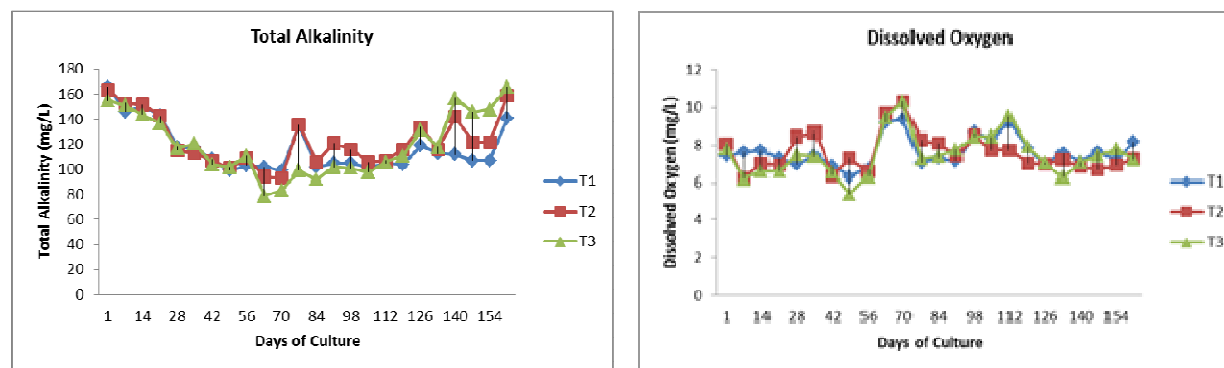 Total Alkalinity
Total Alkalinity (mg/L)
180
160
140
120
100
80
60
40
20
0
1 14 28 42 56 70 84 98 112 126 140 154
Days of Culture
T1
T2
T3
Dissolved Oxygen
Dissolved Oxygen (mg/L)
12
10
8
6
4
2
0
1 14 28 42 56 70 84 98 112 126 140 154
Days of Culture
T1
T2
T3